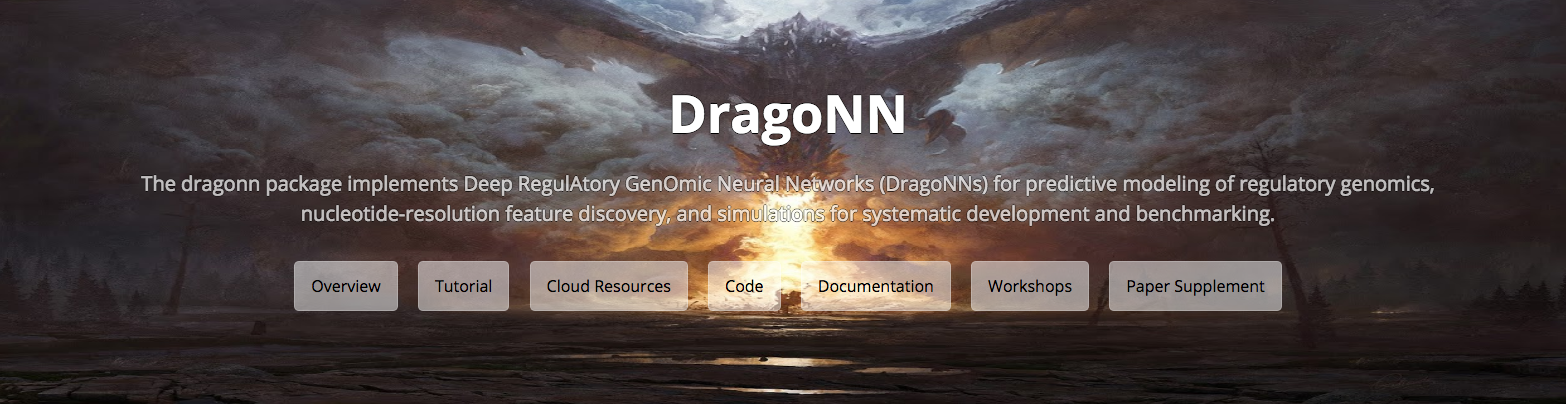 DragoNN
The dragonn package implements Deep RegulAtory GenOmic Neural Networks (DragoNNs) for predictive modeling of regulatory genomics,
nucleotide-resolution feature discovery, and simulations for systematic development and benchmarking.
Overview
Tutorial
Cloud Resources
Code
Documentation
Workshops
Paper Supplement